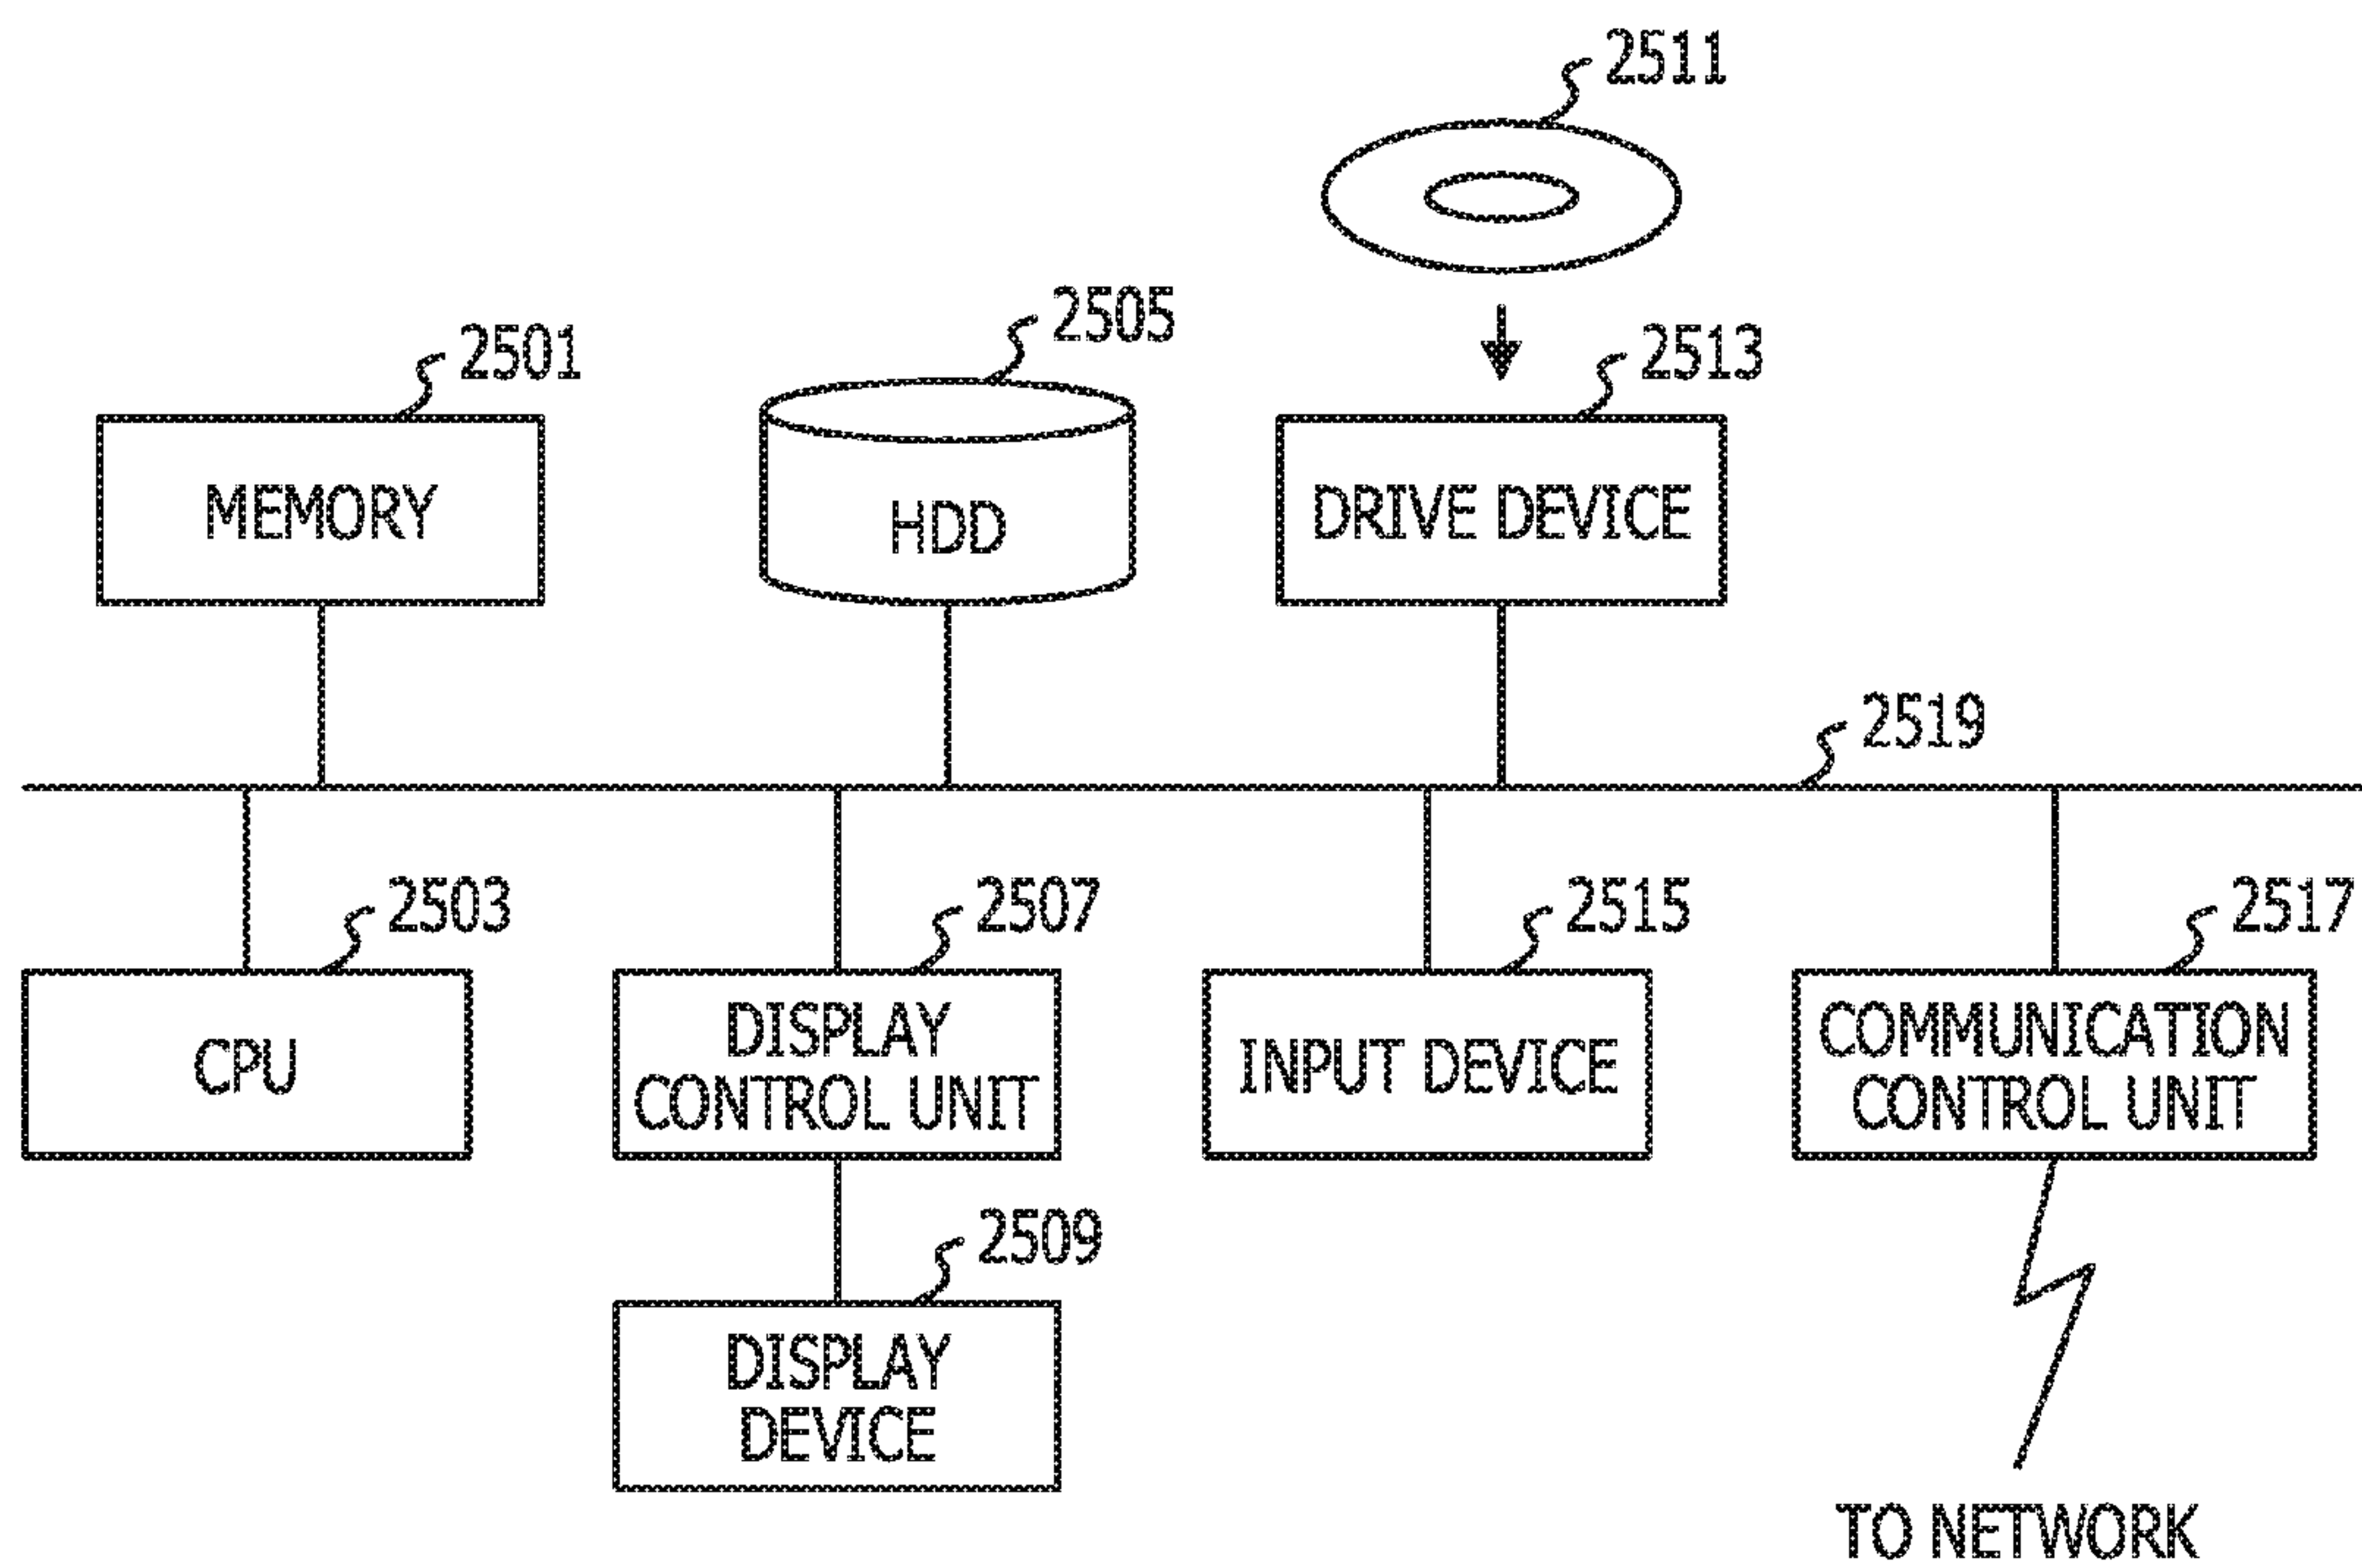 2511
2505
2501
2513
MEMORY
HDD
DRIVE DEVICE
2519
2503
2507
2515
2517
CPU
DISPLAY
CONTROL UNIT
INPUT DEVICE
COMMUNICATION
CONTROL UNIT
2509
DISPLAY
DEVICE
TO NETWORK